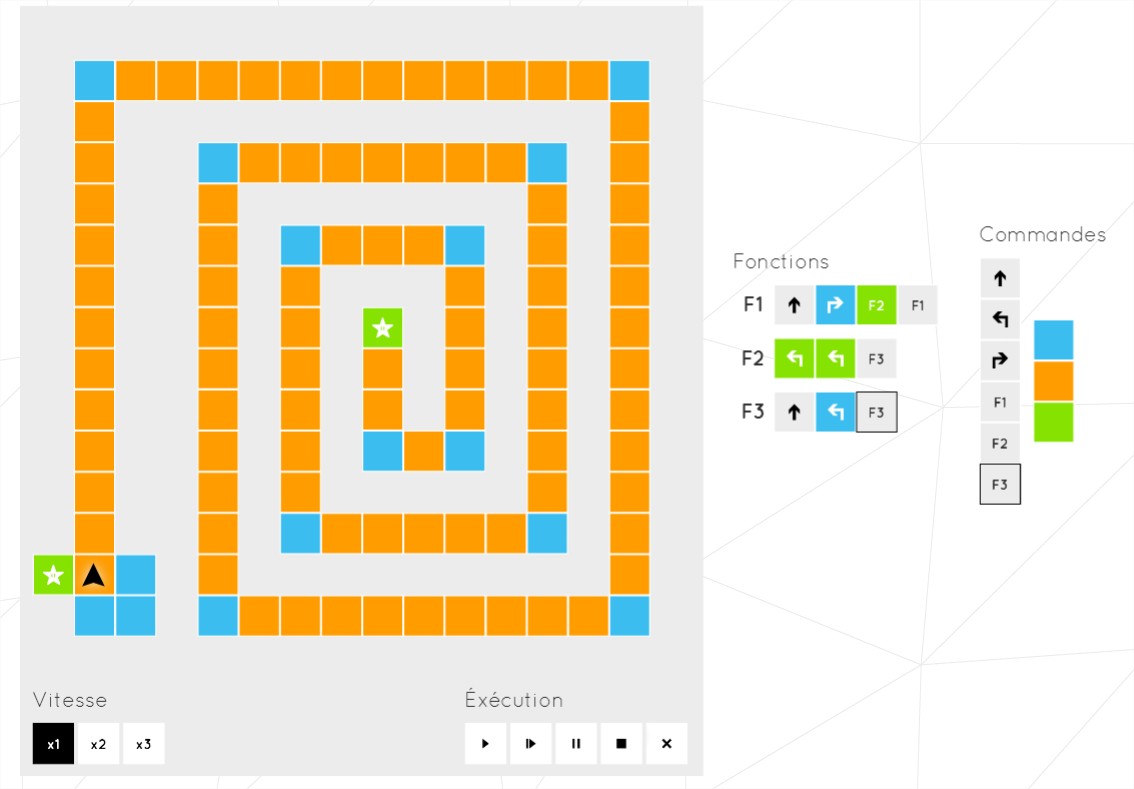 Commandes
Fonctions
F1 F2 F1
F2 F3
F3 F3
F1
F2
F3
Vitesse
Éxécution
x1 x2 x3